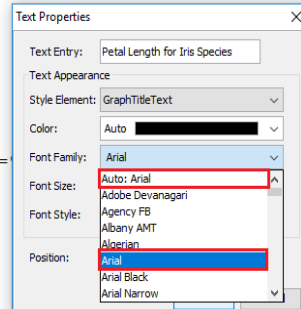 Text Properties
Text Entry: Petal Length for Iris Species
Text Appearance
Style Element: GraphTitleText
Color: Auto
Font Family: Arial
Font Size:
Font Style:
Position:
Auto: Arial
Adobe Devanagari
Agency FB
Albany AMT
Algerian
Arial
Arial Black
Arial Narrow